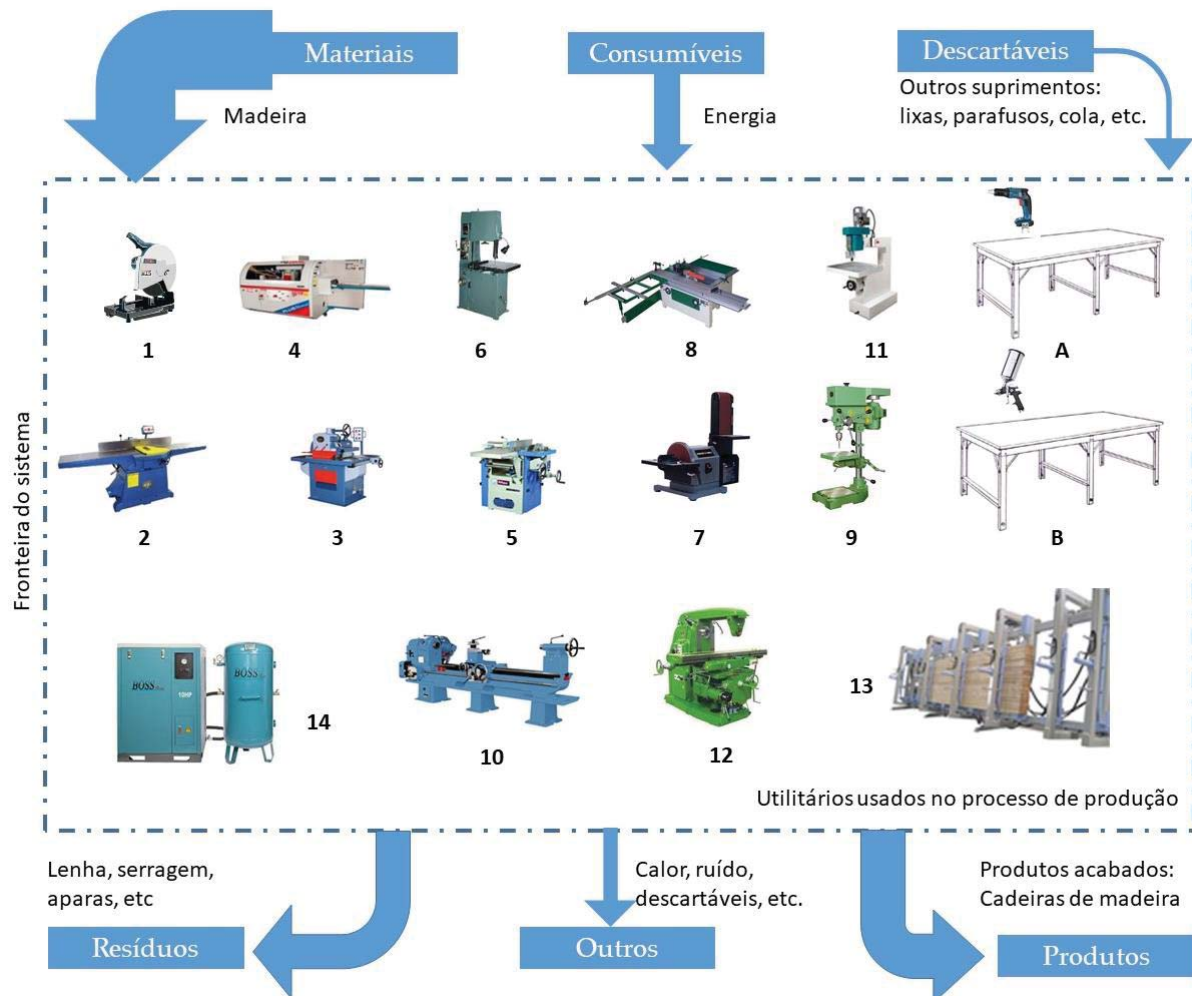 Materiais
Consumíveis
Descartáveis
Madeira
Energia
Outros suprimentos:
lixas, parafusos, cola, etc.
Fronteira do sistema
1
4
6
8
11
A
2
3
5
7
9
B
BOSS
10HP
14
10
12
13
Utilitários usados no processo de produção
Lenha, serragem,
aparas, etc
Calor, ruído,
descartáveis, etc.
Produtos acabados:
Cadeiras de madeira
Resíduos
Outros
Produtos